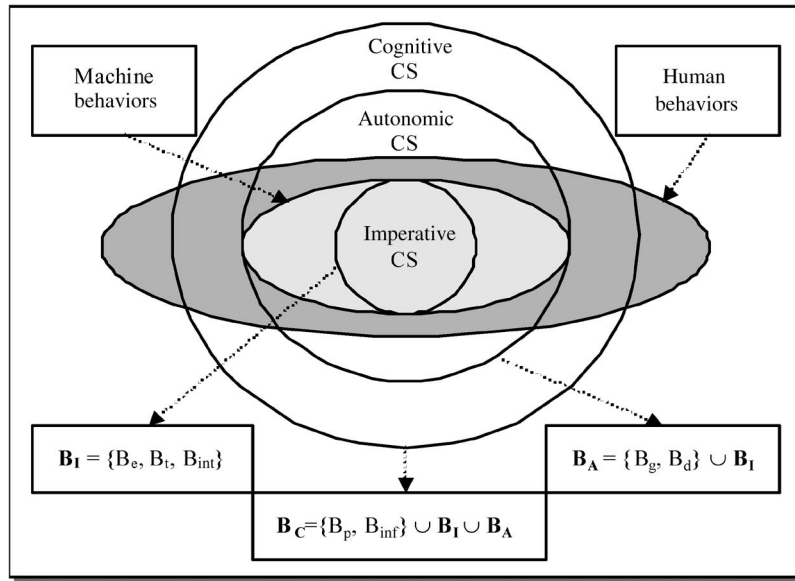 Cognitive
CS
Machine
behaviors
Human
behaviors
Autonomic
CS
Imperative
CS
B_I = {B_e, B_t, B_int}
B_A = {B_g, B_d} ∪ B_I
B_C={B_p, B_inf} ∪ B_I ∪ B_A